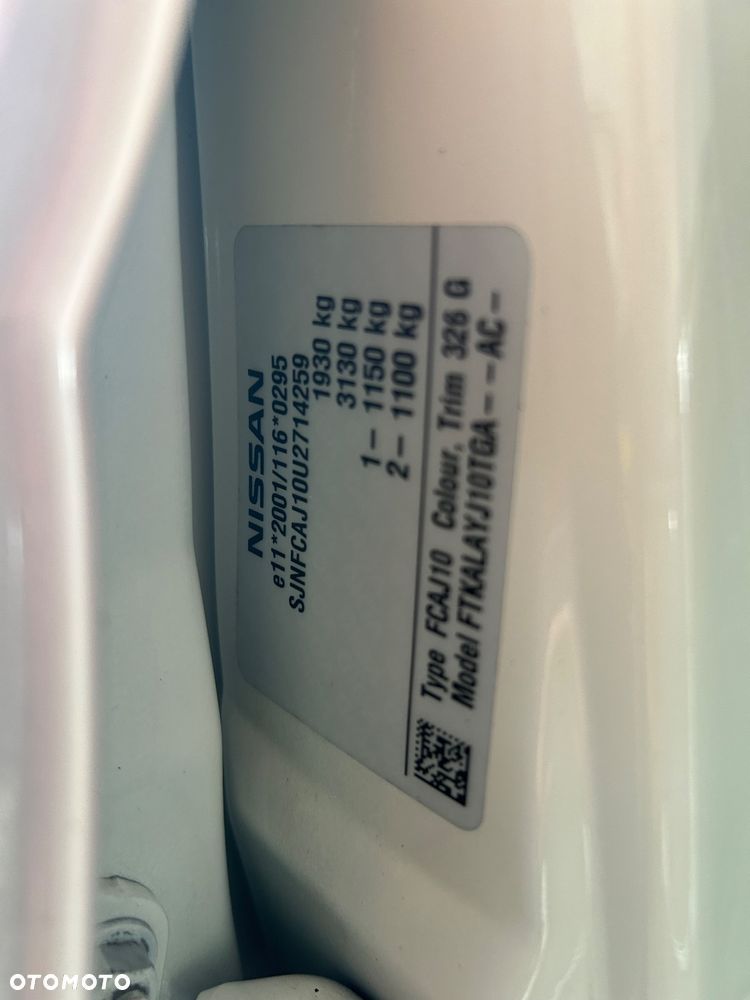 NISSAN
e11*2001/116*0295
SJNFCAJ10U2714259
1930 kg
3130 kg
1– 1150 kg
2– 1100 kg
Type FCAJ10 Colour, Trim 326 G
Model FTKALAYJ10TGA– –AC–
OTOMOTO